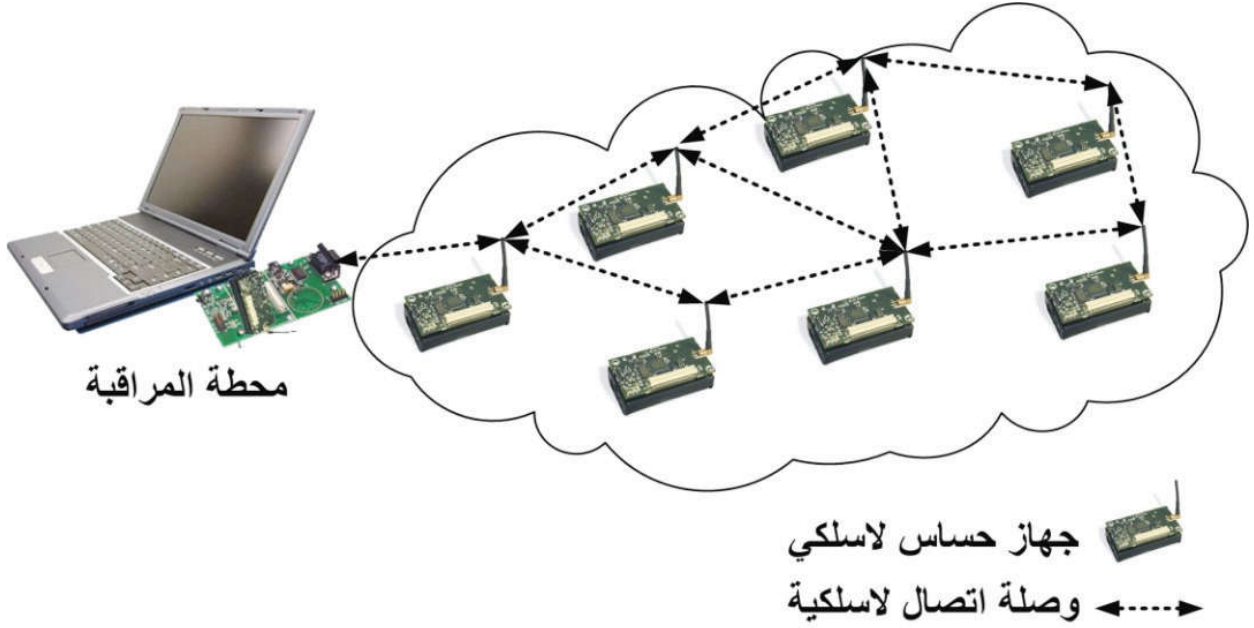 محطة المراقبة
جهاز حساس لاسلكي
وصلة اتصال لاسلكية